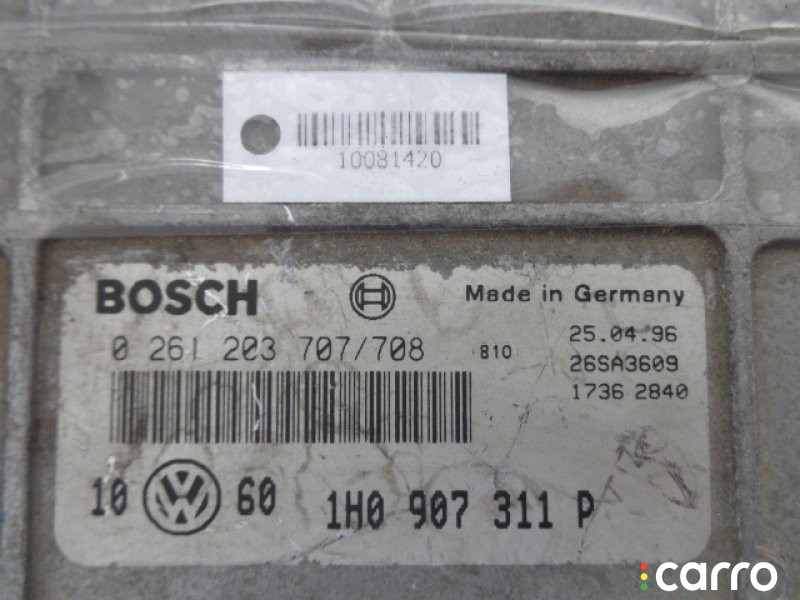 10081420
BOSCH
Made in Germany
0 261 203 707/708
810
25.04.96
26SA3609
1736 2840
10 VW 60 1H0 907 311 P
carro